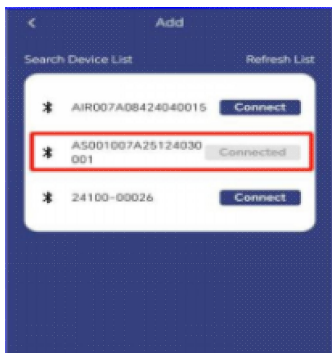 Add
Search Device List Refresh List
AIR007A08424040015 Connect
AS001007A25124030
001 Connected
24100-00026 Connect